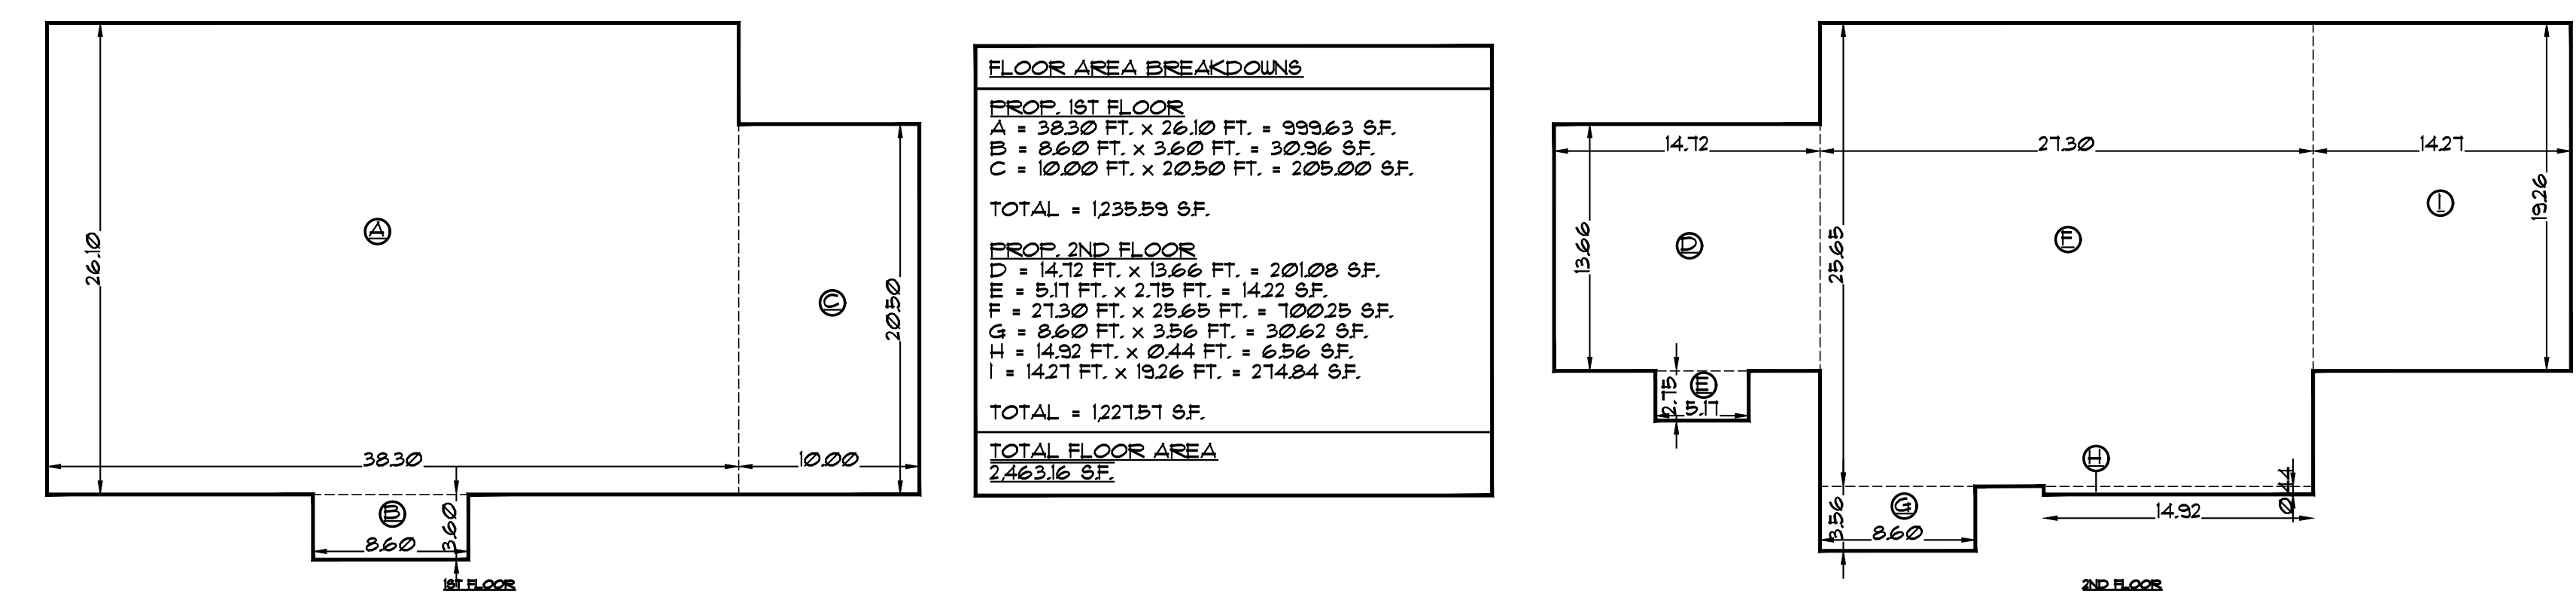 26.10
A
C
20.50
38.30
10.00
B
3.60
8.60
1ST FLOOR
FLOOR AREA BREAKDOWNS
PROP. 1ST FLOOR
A = 38.30 FT. x 26.10 FT. = 999.63 S.F.
B = 8.60 FT. x 3.60 FT. = 30.96 S.F.
C = 10.00 FT. x 20.50 FT. = 205.00 S.F.
TOTAL = 1,235.59 S.F.
PROP. 2ND FLOOR
D = 14.72 FT. x 13.66 FT. = 201.08 S.F.
E = 5.17 FT. x 2.75 FT. = 14.22 S.F.
F = 27.30 FT. x 25.65 FT. = 700.25 S.F.
G = 8.60 FT. x 3.56 FT. = 30.62 S.F.
H = 14.92 FT. x 0.44 FT. = 6.56 S.F.
I = 14.27 FT. x 19.26 FT. = 274.84 S.F.
TOTAL = 1,227.57 S.F.
TOTAL FLOOR AREA
2,463.16 S.F.
14.72
27.30
14.27
19.26
I
13.66
D
25.65
F
2.75
E
5.17
H
0.44
3.56
G
8.60
14.92
2ND FLOOR